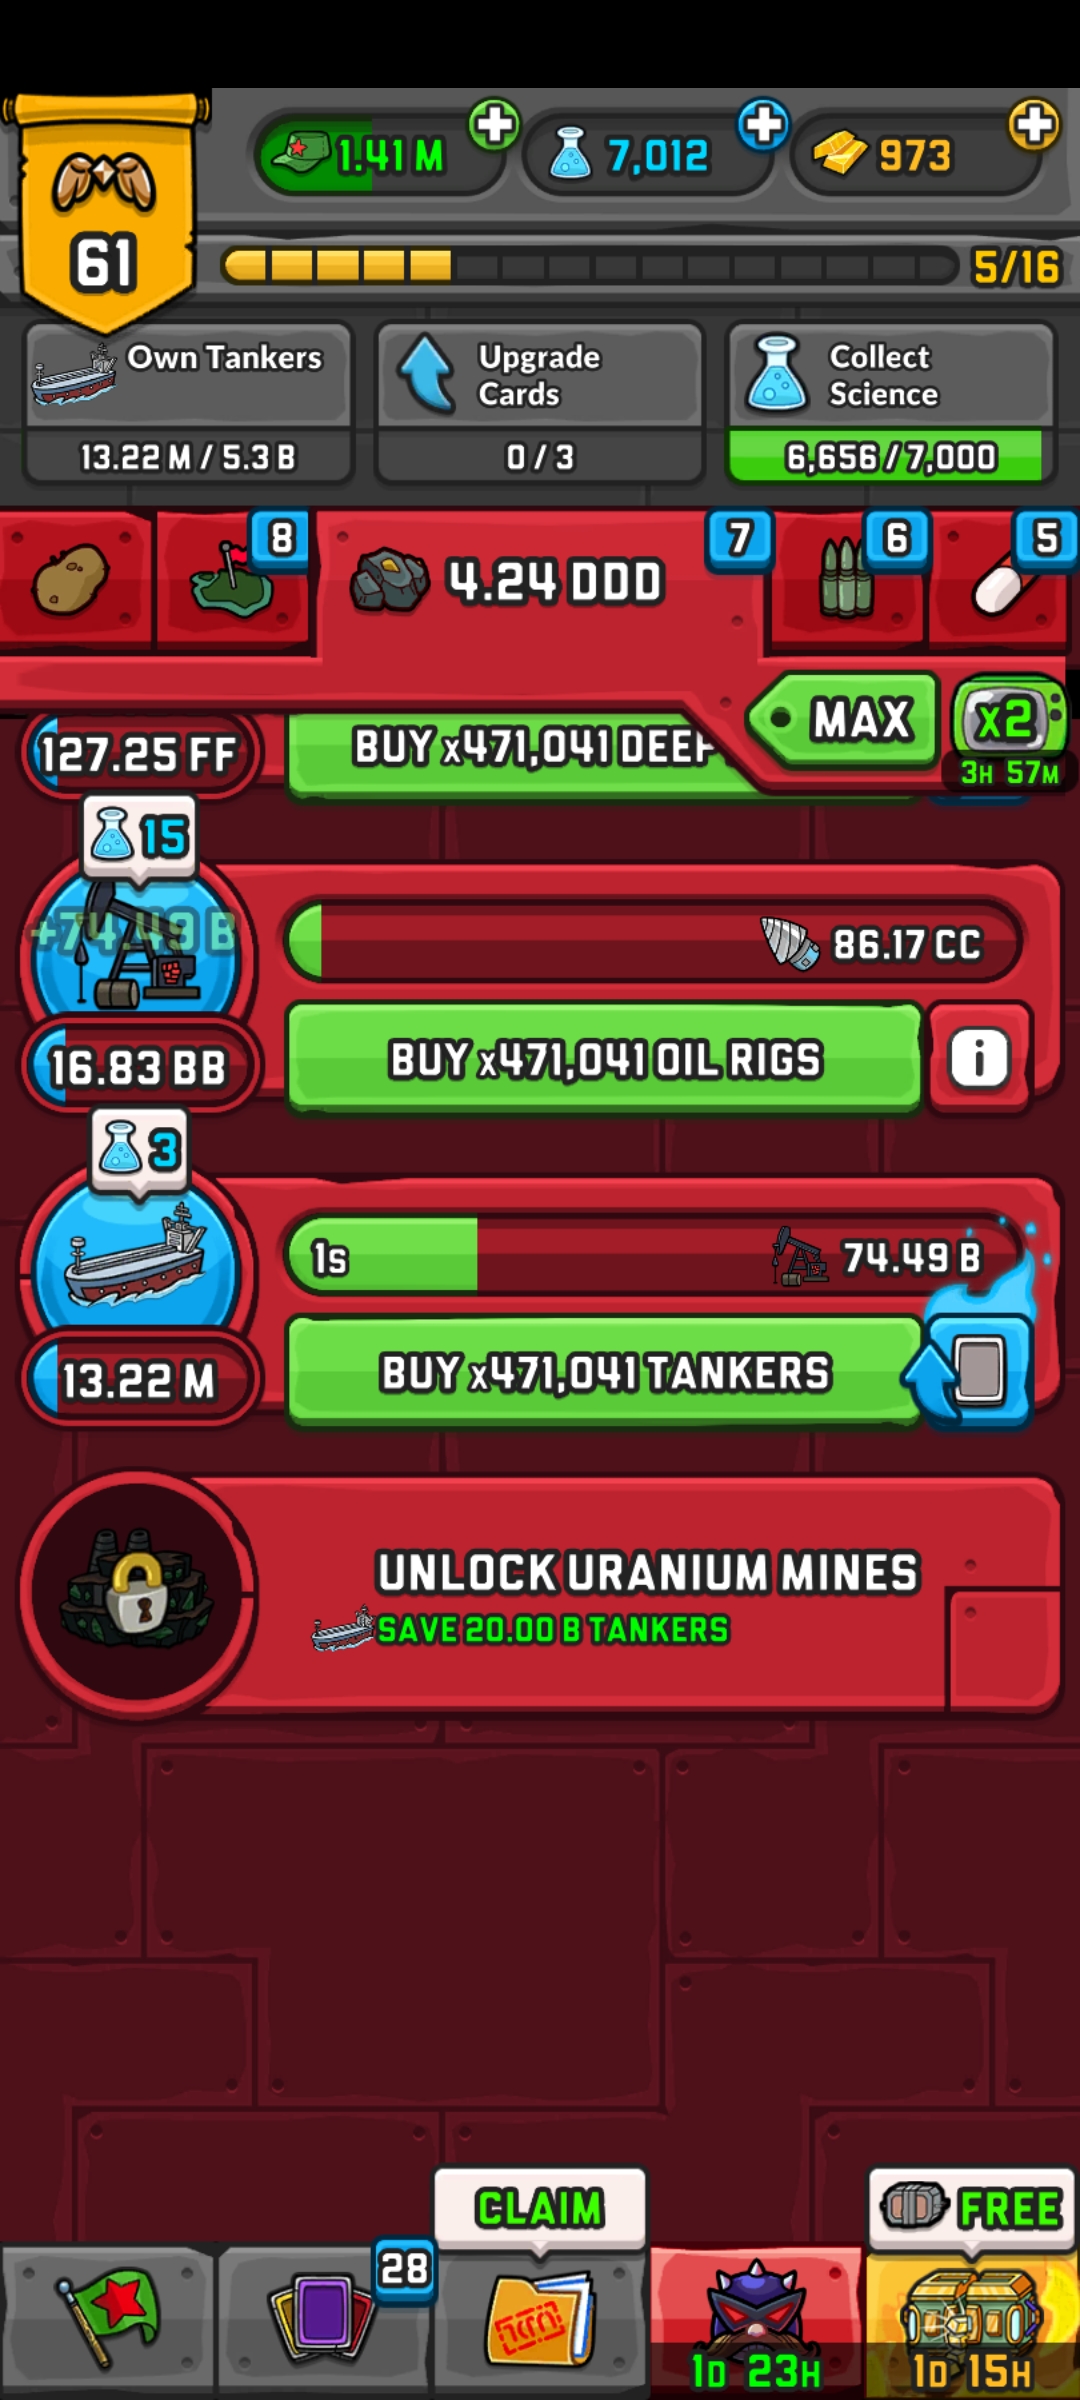 1.41 M
7,012
973
61
5/16
Own Tankers
13.22 M / 5.3 B
Upgrade
Cards
0 / 3
Collect
Science
6,656 / 7,000
8
4.24 DDD
7
6
5
MAX
x2
3H 57M
127.25 FF
BUY x471,041 DEEP
15
+74.49 B
86.17 CC
16.83 BB
BUY x471,041 OIL RIGS
i
3
1s
74.49 B
13.22 M
BUY x471,041 TANKERS
UNLOCK URANIUM MINES
SAVE 20.00 B TANKERS
CLAIM
FREE
28
1D 23H
1D 15H